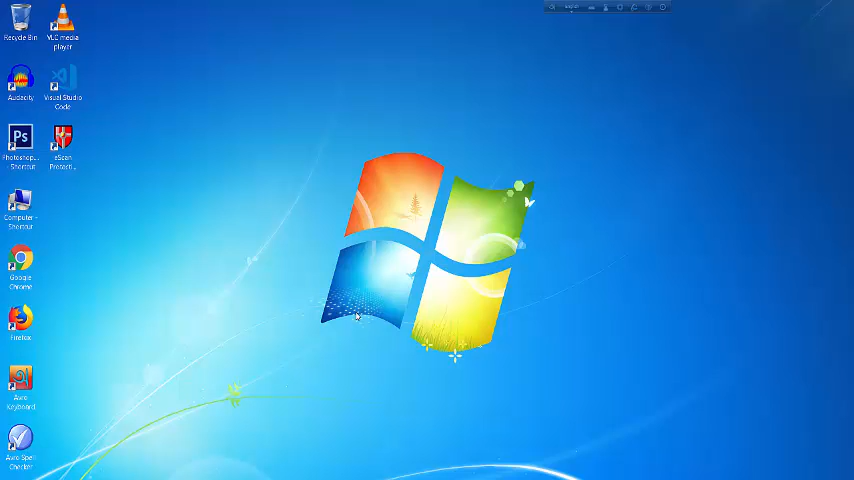 Recycle Bin
VLC media
player
Audacity
Visual Studio
Code
Ps
Photoshop...
- Shortcut
eScan
Protecti...
Computer -
Shortcut
Google
Chrome
Firefox
Avro
Keyboard
Avro Spell
Checker